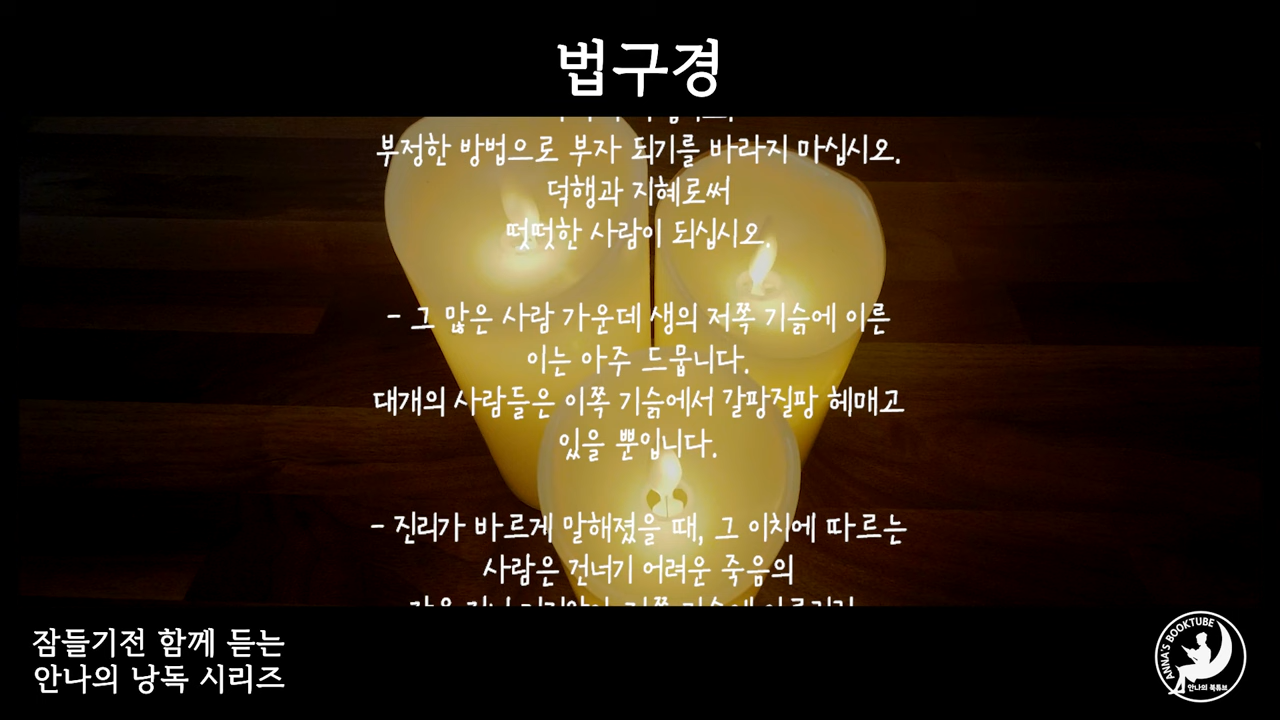 법구경
부정한 방법으로 부자 되기를 바라지 마십시오.
덕행과 지혜로써
떳떳한 사람이 되십시오.
- 그 많은 사람 가운데 생의 저쪽 기슭에 이른
이는 아주 드뭅니다.
대개의 사람들은 이쪽 기슭에서 갈팡질팡 헤매고
있을 뿐입니다.
- 진리가 바르게 말해졌을 때, 그 이치에 따르는
사람은 건너기 어려운 죽음의
잠들기전 함께 듣는
안나의 낭독 시리즈
ANNA'S BOOKTUBE
안나의 북튜브